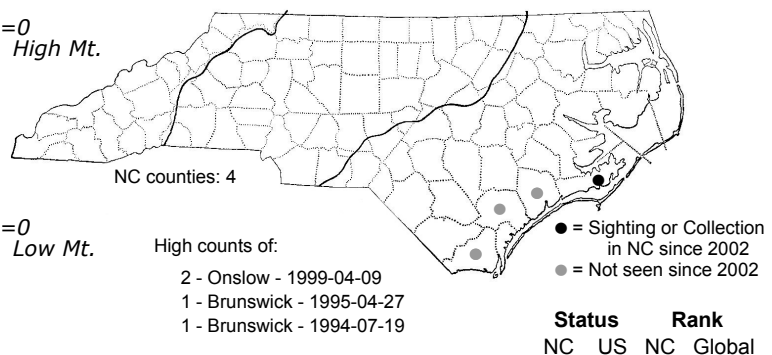 =0
High Mt.
NC counties: 4
=0
Low Mt.
High counts of:
2 - Onslow - 1999-04-09
1 - Brunswick - 1995-04-27
1 - Brunswick - 1994-07-19
● = Sighting or Collection
in NC since 2002
● = Not seen since 2002
Status Rank
NC US NC Global